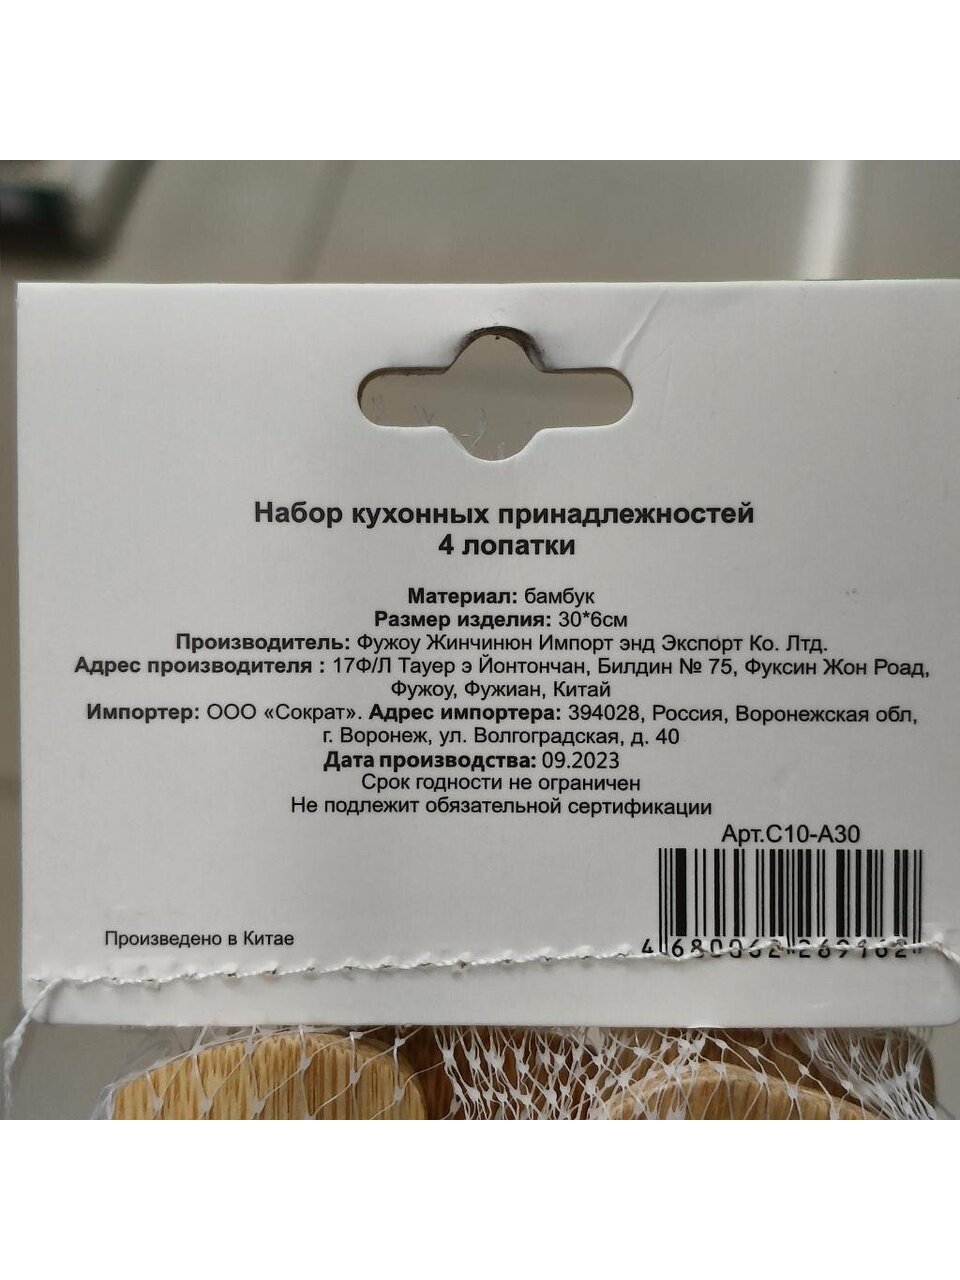 Набор кухонных принадлежностей
4 лопатки
Материал: бамбук
Размер изделия: 30*6см
Производитель: Фужоу Жинчинюн Импорт энд Экспорт Ко. Лтд.
Адрес производителя : 17Ф/Л Тауер э Йонтончан, Билдин № 75, Фуксин Жон Роад,
Фужоу, Фужиан, Китай
Импортер: ООО «Сократ». Адрес импортера: 394028, Россия, Воронежская обл,
г. Воронеж, ул. Волгоградская, д. 40
Дата производства: 09.2023
Срок годности не ограничен
Не подлежит обязательной сертификации
Арт.С10-А30
Произведено в Китае
4 680062 269162